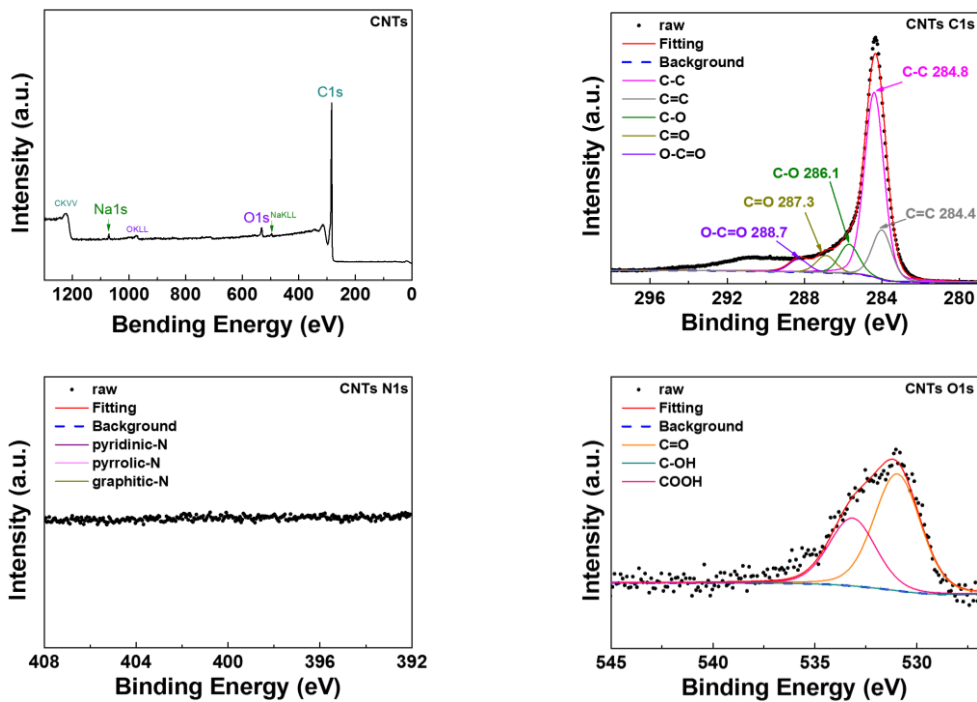 CNTs
C1s
CKVV
Na1s
OKLL
O1s
NaKLL
1200 1000 800 600 400 200 0
Bending Energy (eV)
Intensity (a.u.)
CNTs C1s
raw
Fitting
Background
C-C
C=C
C-O
C=O
O-C=O
C-C 284.8
C-O 286.1
C=O 287.3
C=C 284.4
O-C=O 288.7
296 292 288 284 280
Binding Energy (eV)
Intensity (a.u.)
CNTs N1s
raw
Fitting
Background
pyridinic-N
pyrrolic-N
graphitic-N
408 404 400 396 392
Binding Energy (eV)
Intensity (a.u.)
CNTs O1s
raw
Fitting
Background
C=O
C-OH
COOH
545 540 535 530
Binding Energy (eV)
Intensity (a.u.)